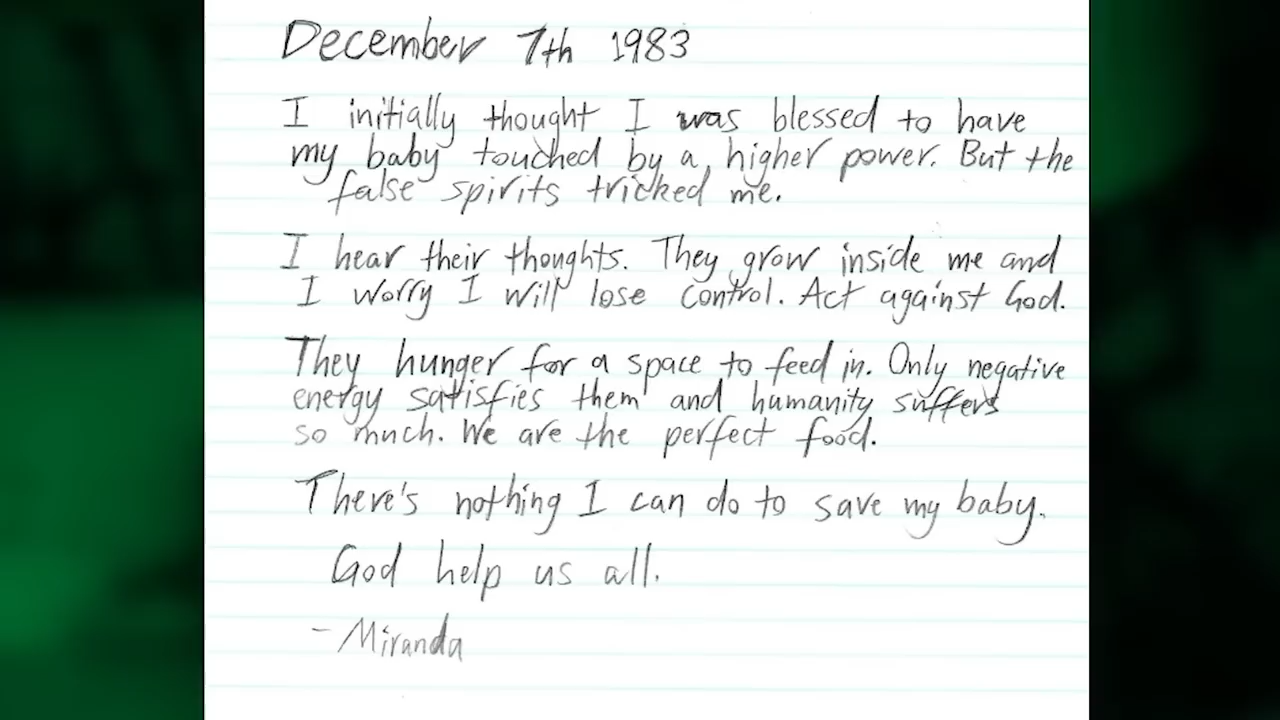 December 7th 1983
I initially thought I was blessed to have
my baby touched by a higher power. But the
false spirits tricked me.
I hear their thoughts. They grow inside me and
I worry I will lose control. Act against God.
They hunger for a space to feed in. Only negative
energy satisfies them and humanity suffers
so much. We are the perfect food.
There's nothing I can do to save my baby.
God help us all.
- Miranda